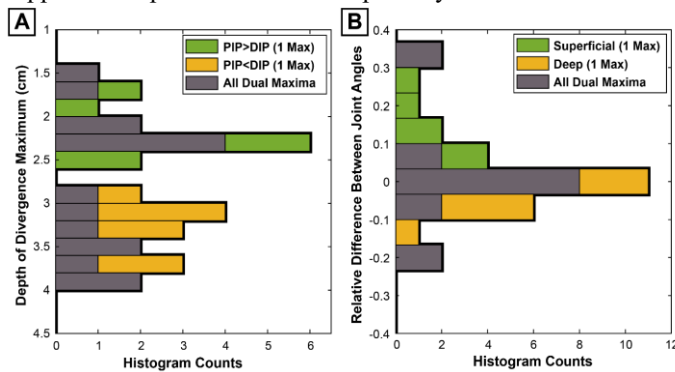 A
PIP>DIP (1 Max)
PIP<DIP (1 Max)
All Dual Maxima
Depth of Divergence Maximum (cm)
1
1.5
2
2.5
3
3.5
4
4.5
0 1 2 3 4 5 6
Histogram Counts
B
Superficial (1 Max)
Deep (1 Max)
All Dual Maxima
Relative Difference Between Joint Angles
0.4
0.3
0.2
0.1
0
-0.1
-0.2
-0.3
-0.4
0 2 4 6 8 10 12
Histogram Counts